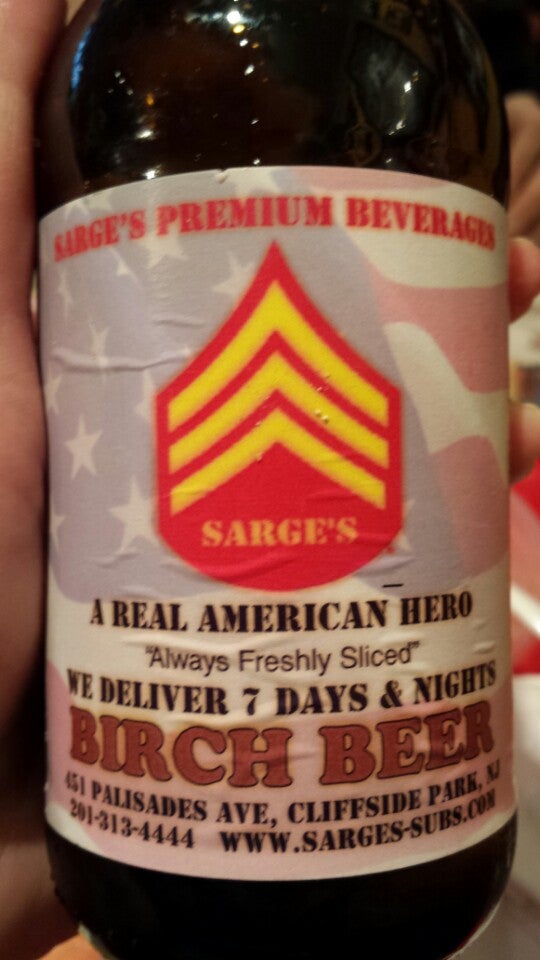 SARGE'S PREMIUM BEVERAGES
SARGE'S
A REAL AMERICAN HERO
"Always Freshly Sliced"
WE DELIVER 7 DAYS & NIGHTS
BIRCH BEER
451 PALISADES AVE, CLIFFSIDE PARK, NJ
201-313-4444 WWW.SARGES-SUBS.COM